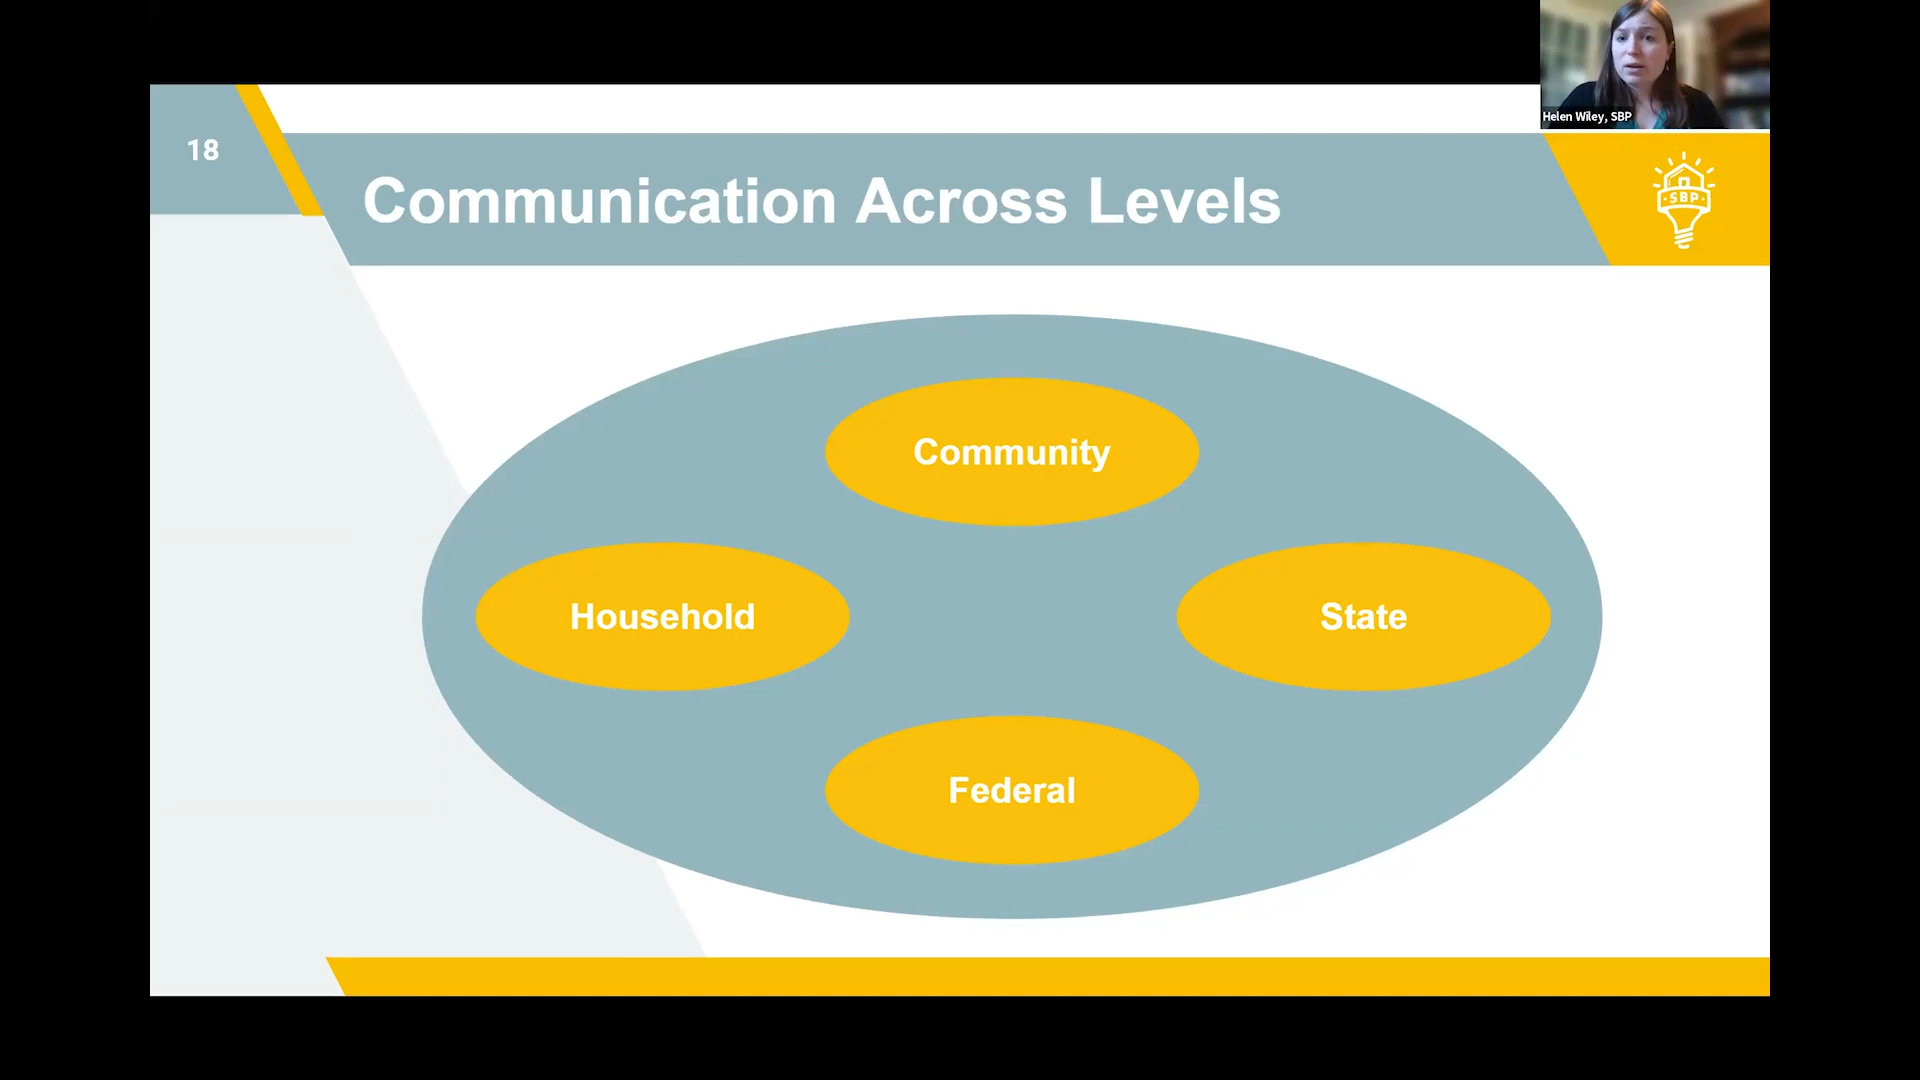 Helen Wiley, SBP
18
Communication Across Levels
SBP
Community
Household
State
Federal